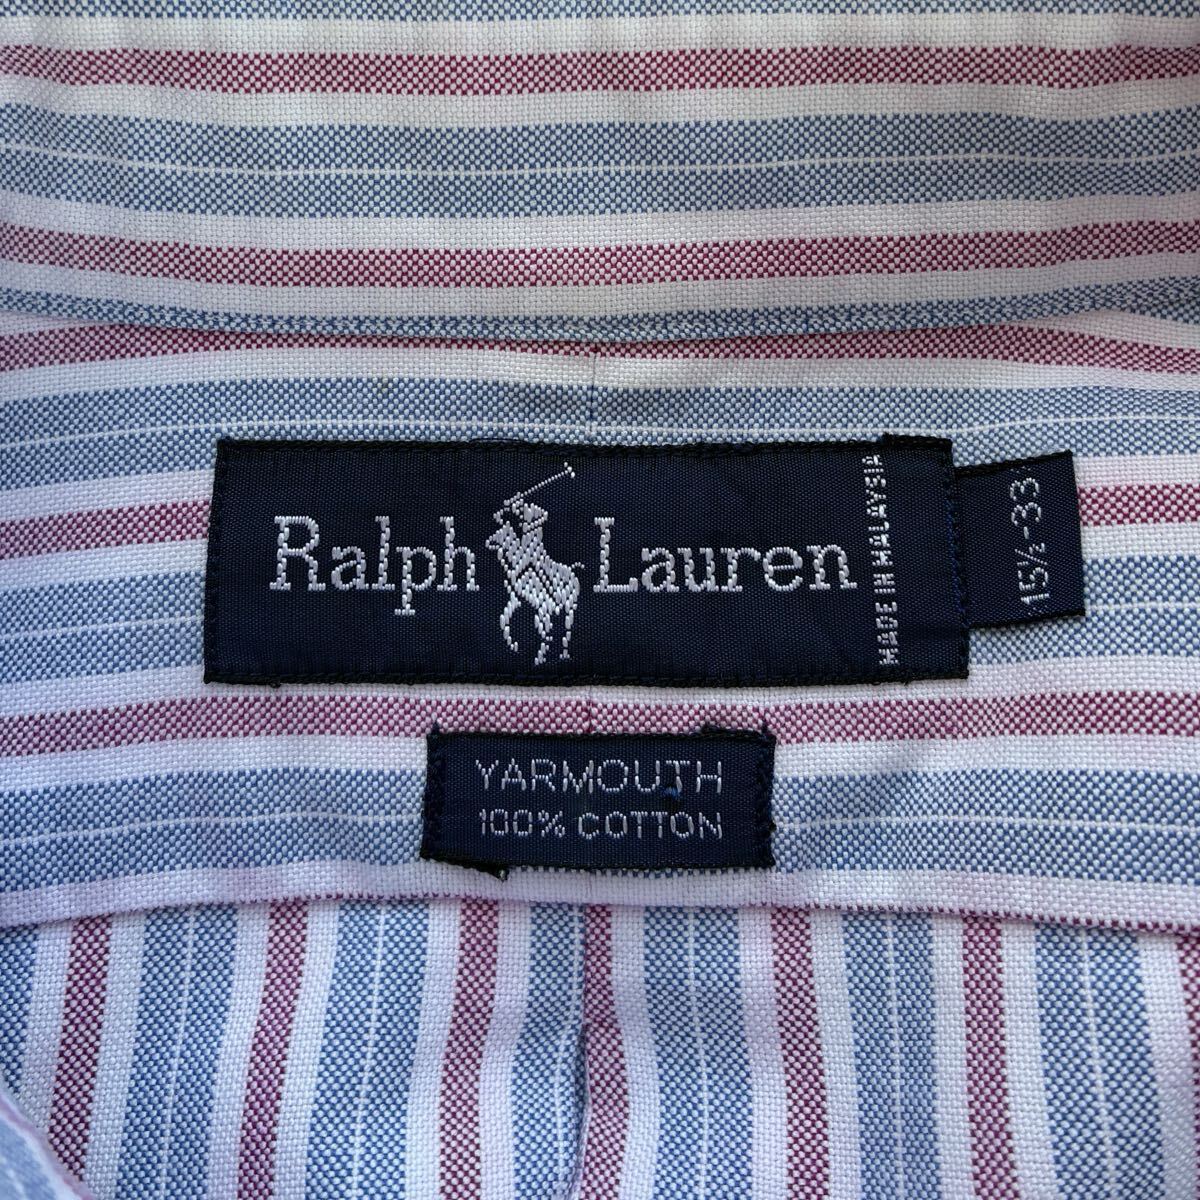 Ralph Lauren
MADE IN MALAYSIA
15½-33
YARMOUTH
100% COTTON